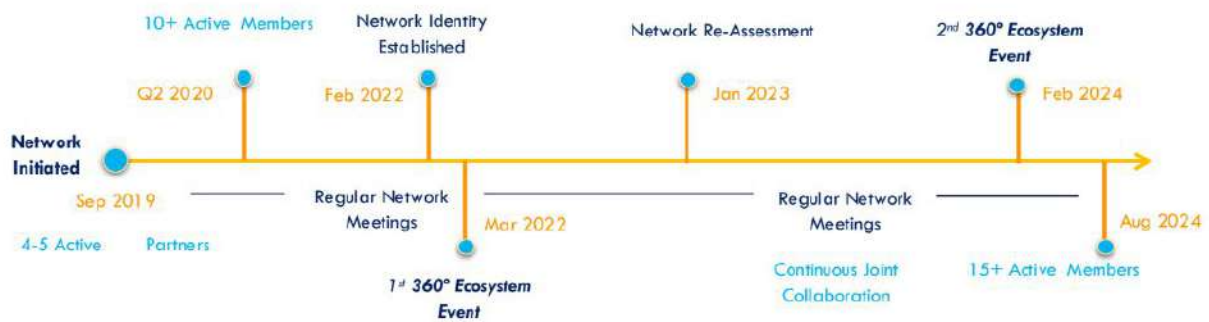 10+ Active Members
Q2 2020
Network Identity
Established
Feb 2022
Network Re-Assessment
Jan 2023
2nd 360° Ecosystem
Event
Feb 2024
Network
Initiated
Sep 2019
4-5 Active Partners
Regular Network
Meetings
Mar 2022
1st 360° Ecosystem
Event
Regular Network
Meetings
Continuous Joint
Collaboration
Aug 2024
15+ Active Members